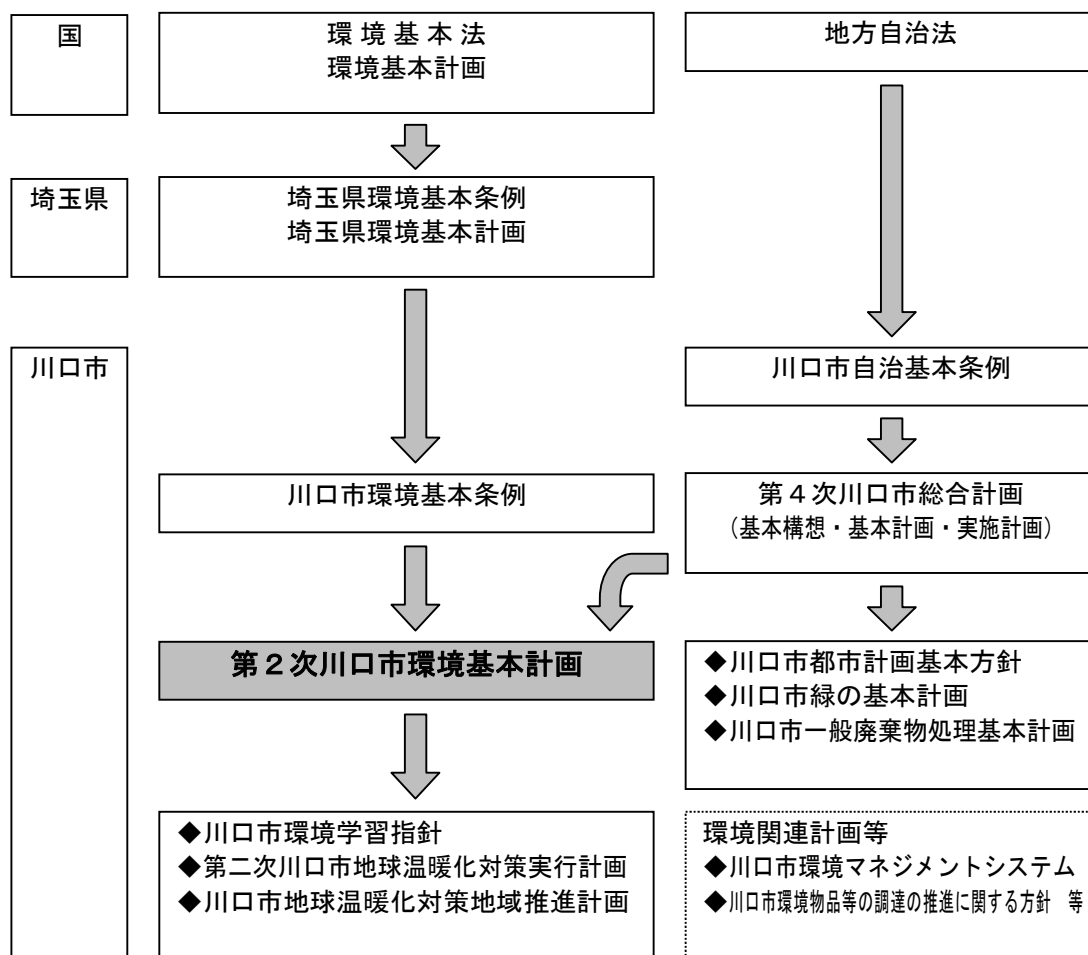 国
環境基本法
環境基本計画
地方自治法
埼玉県
埼玉県環境基本条例
埼玉県環境基本計画
川口市
川口市自治基本条例
川口市環境基本条例
第４次川口市総合計画
（基本構想・基本計画・実施計画）
第２次川口市環境基本計画
◆川口市都市計画基本方針
◆川口市緑の基本計画
◆川口市一般廃棄物処理基本計画
◆川口市環境学習指針
◆第二次川口市地球温暖化対策実行計画
◆川口市地球温暖化対策地域推進計画
環境関連計画等
◆川口市環境マネジメントシステム
◆川口市環境物品等の調達の推進に関する方針　等